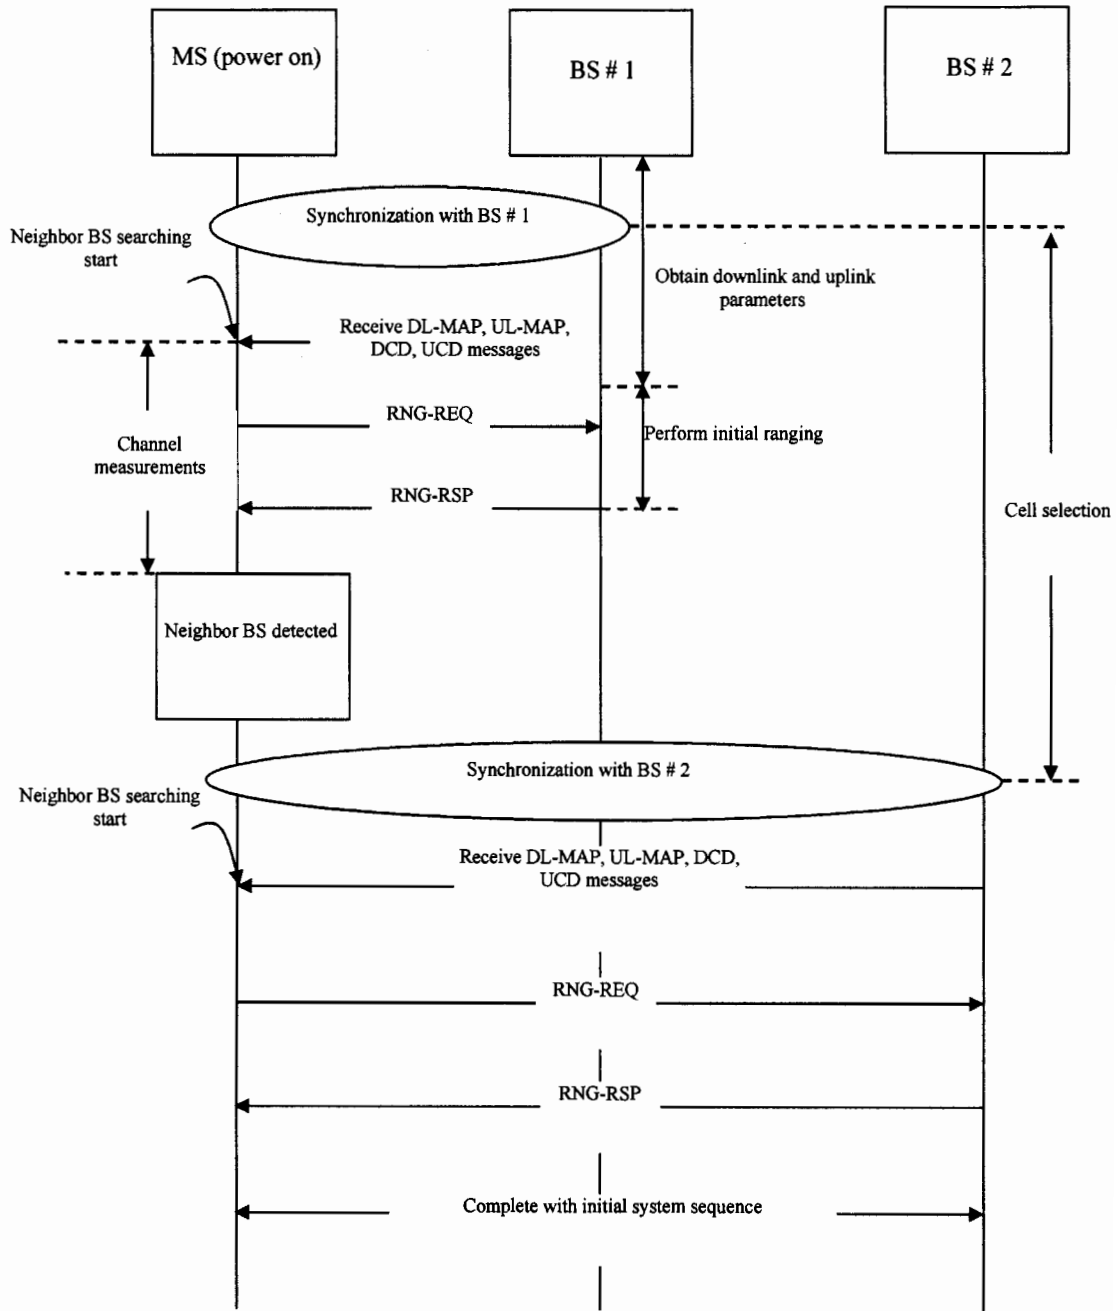 MS (power on)
BS # 1
BS # 2
Synchronization with BS # 1
Neighbor BS searching
start
Obtain downlink and uplink
parameters
Receive DL-MAP, UL-MAP,
DCD, UCD messages
RNG-REQ
Perform initial ranging
Channel
measurements
RNG-RSP
Cell selection
Neighbor BS detected
Synchronization with BS # 2
Neighbor BS searching
start
Receive DL-MAP, UL-MAP, DCD,
UCD messages
RNG-REQ
RNG-RSP
Complete with initial system sequence